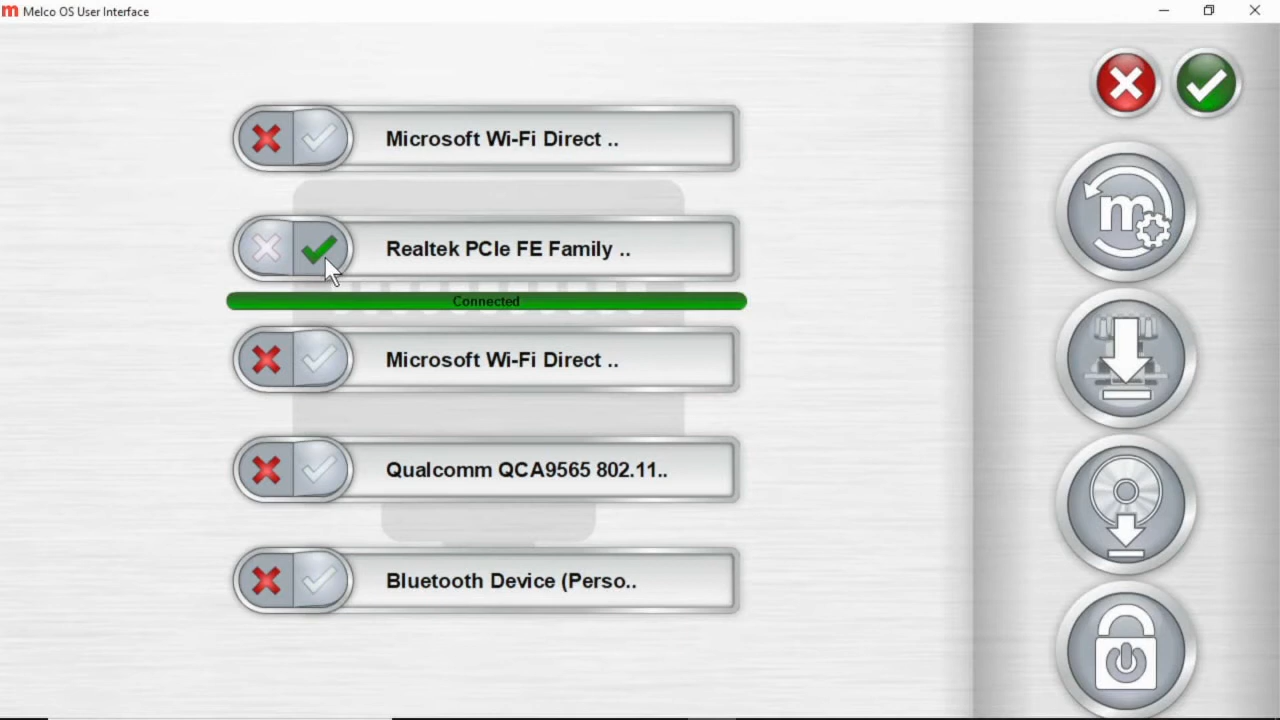 m Melco OS User Interface
Microsoft Wi-Fi Direct ..
Realtek PCIe FE Family ..
Connected
Microsoft Wi-Fi Direct ..
Qualcomm QCA9565 802.11..
Bluetooth Device (Perso..
m